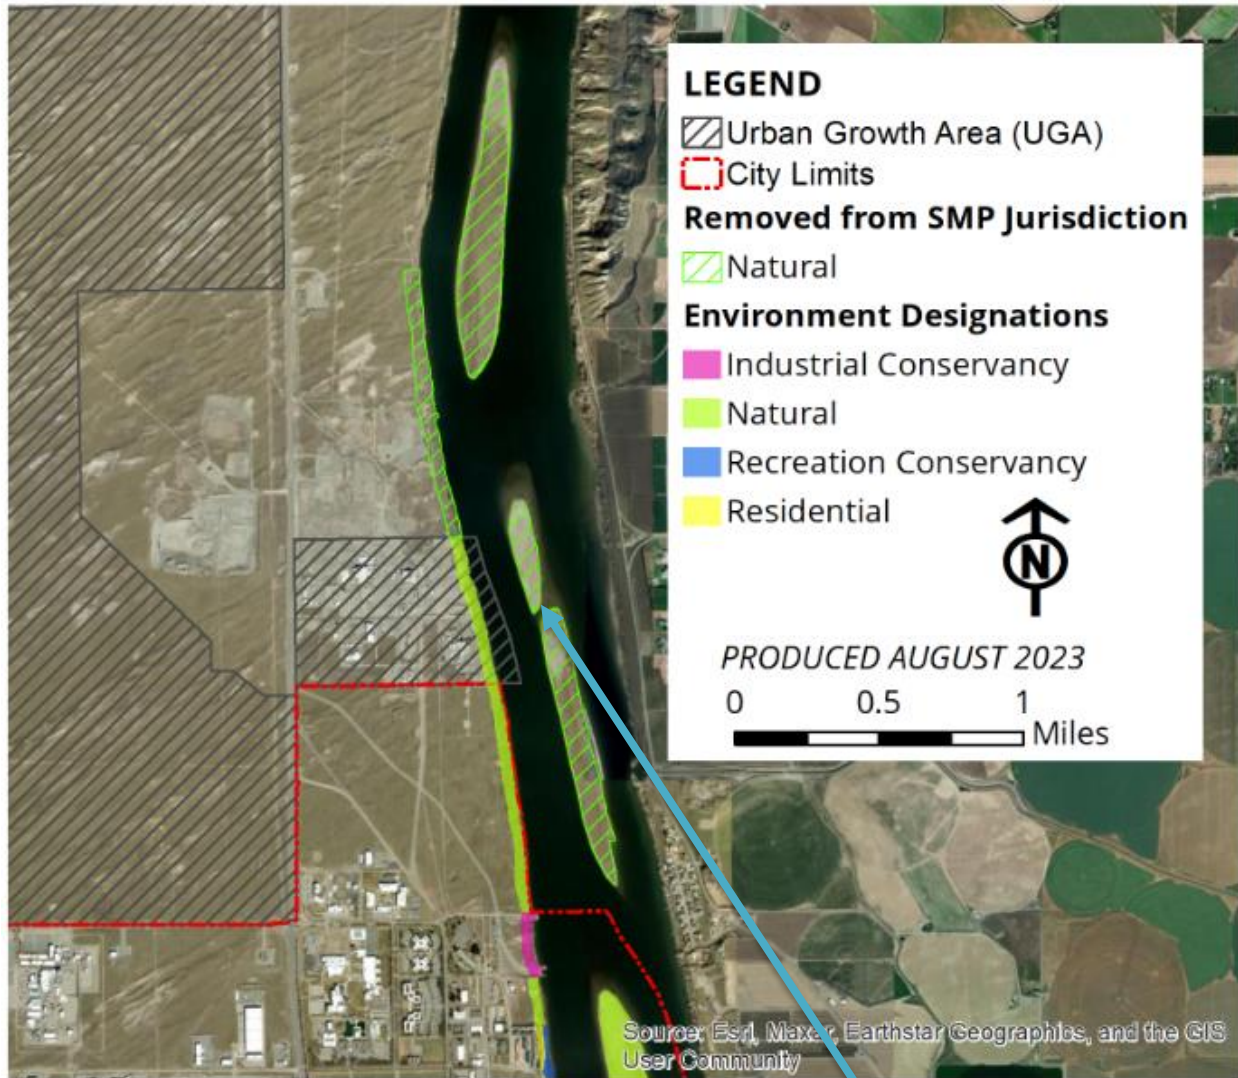 LEGEND
Urban Growth Area (UGA)
City Limits
Removed from SMP Jurisdiction
Natural
Environment Designations
Industrial Conservancy
Natural
Recreation Conservancy
Residential
N
PRODUCED AUGUST 2023
0 0.5 1
Miles
Source: Esri, Maxar, Earthstar Geographics, and the GIS
User Community